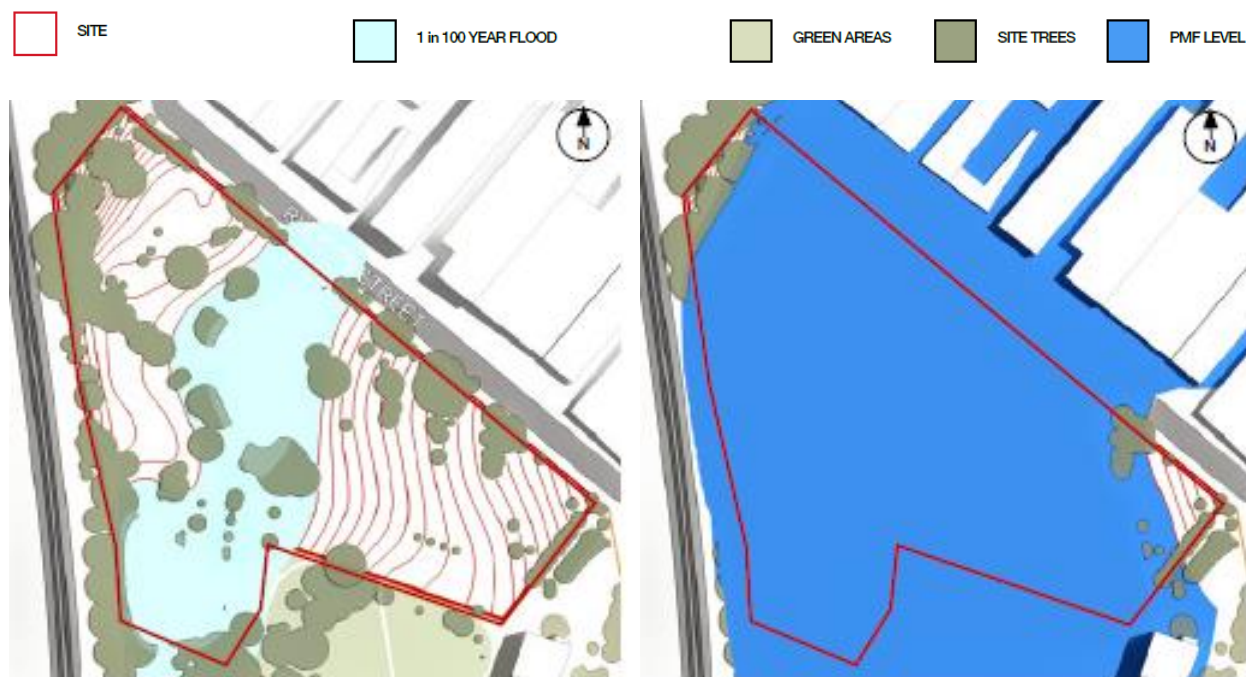 SITE
1 in 100 YEAR FLOOD
GREEN AREAS
SITE TREES
PMF LEVEL
N
N
STREET